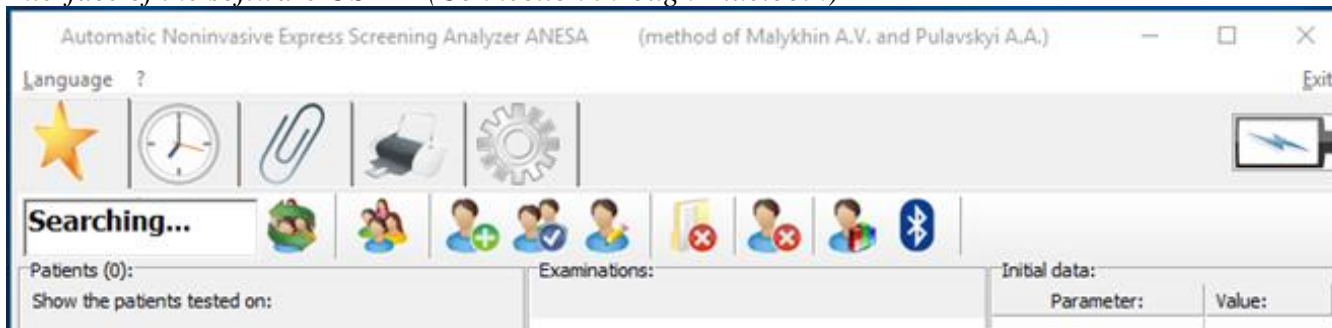 Automatic Noninvasive Express Screening Analyzer ANESA (method of Malykhin A.V. and Pulavskyi A.A.)
Language ? Exit
Searching...
Patients (0): Examinations: Initial data:
Show the patients tested on: Parameter: Value: